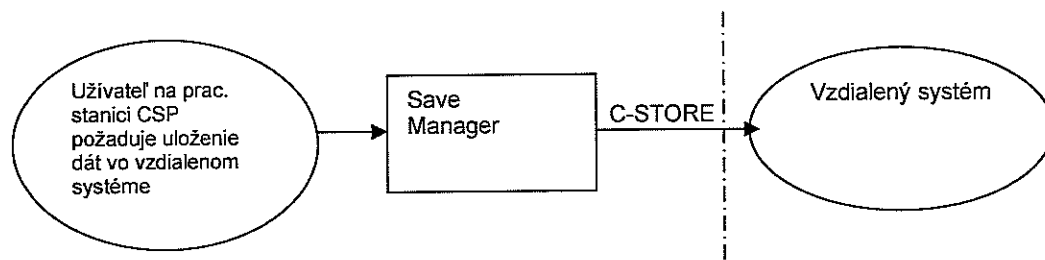 Užívateľ na prac.
stanici CSP
požaduje uloženie
dát vo vzdialenom
systéme
Save
Manager
C-STORE
Vzdialený systém